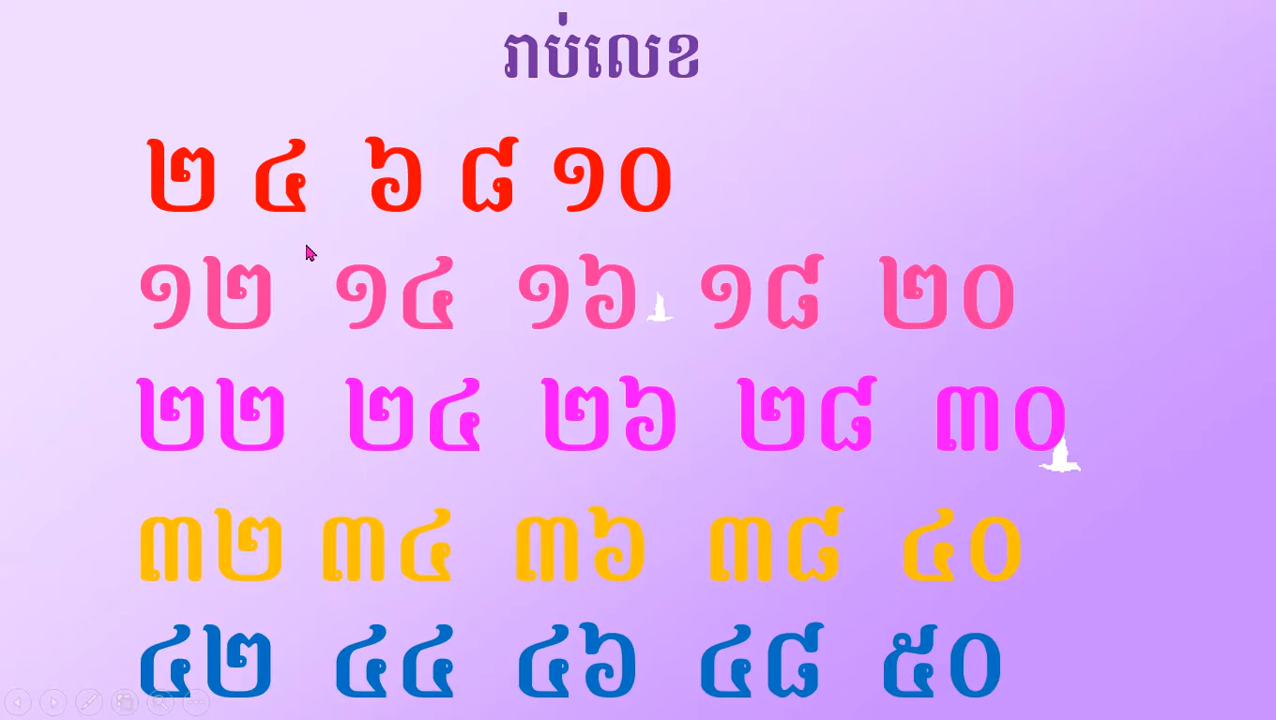 រាប់លេខ
២ ៤ ៦ ៨ ១០
១២ ១៤ ១៦ ១៨ ២០
២២ ២៤ ២៦ ២៨ ៣០
៣២ ៣៤ ៣៦ ៣៨ ៤០
៤២ ៤៤ ៤៦ ៤៨ ៥០